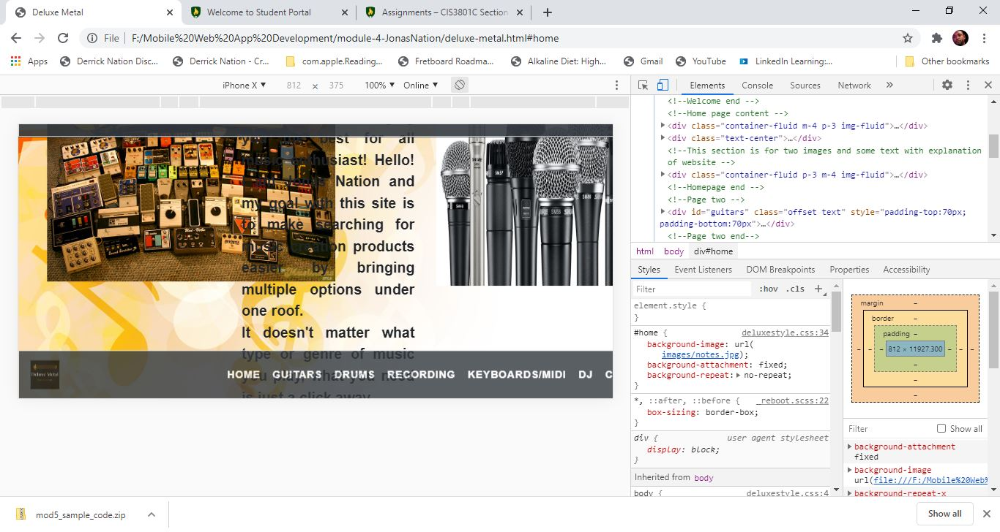 Deluxe Metal
Welcome to Student Portal
Assignments – CIS3801C Section
File
F:/Mobile%20Web%20App%20Development/module-4-JonasNation/deluxe-metal.html#home
Apps
Derrick Nation Disc...
Derrick Nation - Cr...
com.apple.Reading...
Fretboard Roadma...
Alkaline Diet: High...
Gmail
YouTube
LinkedIn Learning:...
Other bookmarks
iPhone X ▼ 812 × 375 100% ▼ Online ▼
best for all
Hello!
Nation and
my goal with this site is
to make searching for
music creation products
easier by bringing
multiple options under
one roof.
It doesn't matter what
type or genre of music
you play, what you need
is just a click away
SM57
SM58
SM86
Deluxe Metal
HOME GUITARS DRUMS RECORDING KEYBOARDS/MIDI DJ C
Elements Console Sources Network »
<!--Welcome end -->
<!--Home page content -->
<div class="container-fluid m-4 p-3 img-fluid">…</div>
<div class="text-center">…</div>
<!--This section is for two images and some text with explanation
of website -->
<div class="container-fluid p-3 m-4 img-fluid">…</div>
<!--Homepage end -->
<!--Page two -->
<div id="guitars" class="offset text" style="padding-top:70px;
padding-bottom:70px">…</div>
<!--Page two end-->
html body div#home
Styles Event Listeners DOM Breakpoints Properties Accessibility
Filter :hov .cls +
element.style {
}
#home { deluxestyle.css:34
background-image: url(
images/notes.jpg);
background-attachment: fixed;
background-repeat: no-repeat;
}
*, ::after, ::before { _reboot.scss:22
box-sizing: border-box;
}
div { user agent stylesheet
display: block;
}
Inherited from body
body { deluxestyle.css:4
margin –
border –
padding –
– – – 812 × 11927.300 – – –
–
–
–
Filter Show all
background-attachment
fixed
background-image
url(file:///F:/Mobile%20Web%
background-repeat-x
mod5_sample_code.zip
Show all